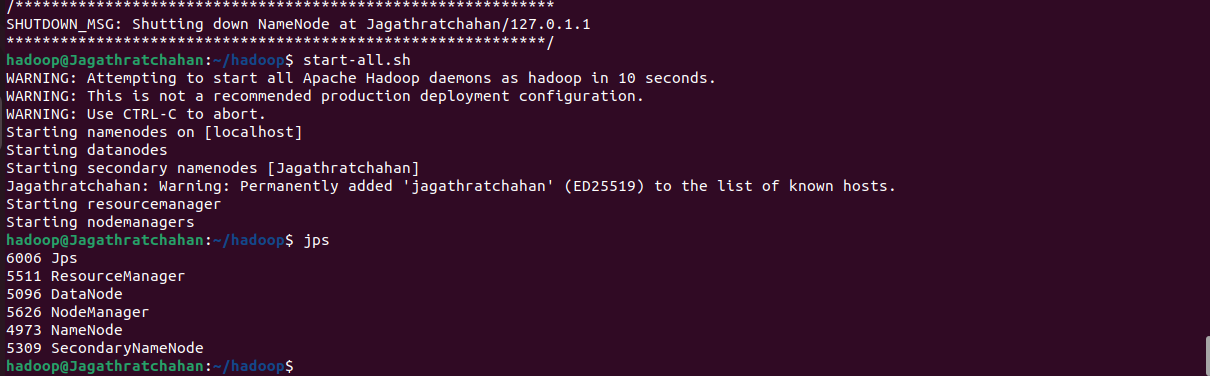 /************************************************************
SHUTDOWN_MSG: Shutting down NameNode at Jagathratchahan/127.0.1.1
************************************************************/
hadoop@Jagathratchahan:~/hadoop$ start-all.sh
WARNING: Attempting to start all Apache Hadoop daemons as hadoop in 10 seconds.
WARNING: This is not a recommended production deployment configuration.
WARNING: Use CTRL-C to abort.
Starting namenodes on [localhost]
Starting datanodes
Starting secondary namenodes [Jagathratchahan]
Jagathratchahan: Warning: Permanently added 'jagathratchahan' (ED25519) to the list of known hosts.
Starting resourcemanager
Starting nodemanagers
hadoop@Jagathratchahan:~/hadoop$ jps
6006 Jps
5511 ResourceManager
5096 DataNode
5626 NodeManager
4973 NameNode
5309 SecondaryNameNode
hadoop@Jagathratchahan:~/hadoop$